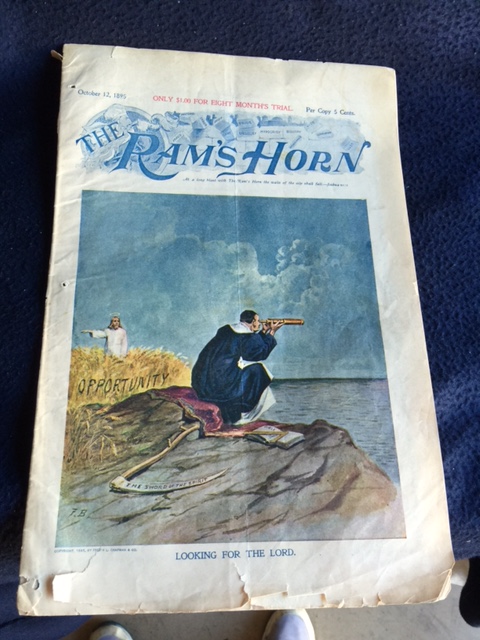 October 12, 1895
ONLY $1.00 FOR EIGHT MONTH'S TRIAL.
Per Copy 5 Cents.
THE
RAM'S HORN
OPPORTUNITY
THE SWORD OF THE SPIRIT
F.B.
LOOKING FOR THE LORD.